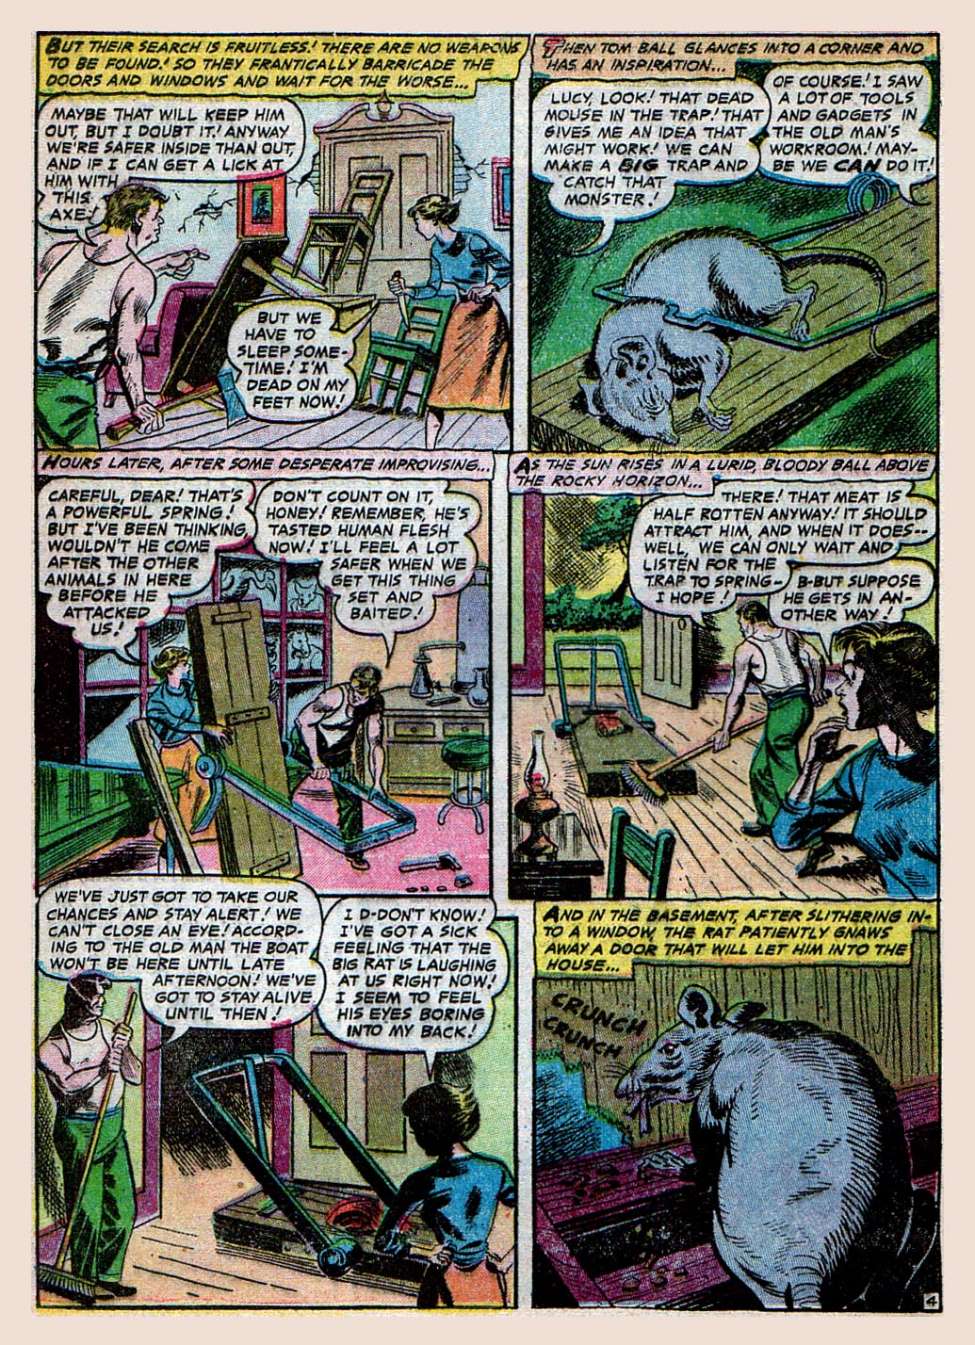 BUT THEIR SEARCH IS FRUITLESS! THERE ARE NO WEAPONS
TO BE FOUND! SO THEY FRANTICALLY BARRICADE THE
DOORS AND WINDOWS AND WAIT FOR THE WORSE...
MAYBE THAT WILL KEEP HIM
OUT, BUT I DOUBT IT! ANYWAY
WE'RE SAFER INSIDE THAN OUT,
AND IF I CAN GET A LICK AT
HIM WITH
THIS
AXE!
BUT WE
HAVE TO
SLEEP SOME-
TIME! I'M
DEAD ON MY
FEET NOW!
THEN TOM BALL GLANCES INTO A CORNER AND
HAS AN INSPIRATION...
LUCY, LOOK! THAT DEAD
MOUSE IN THE TRAP! THAT
GIVES ME AN IDEA THAT
MIGHT WORK! WE CAN
MAKE A BIG TRAP AND
CATCH THAT
MONSTER!
OF COURSE! I SAW
A LOT OF TOOLS
AND GADGETS IN
THE OLD MAN'S
WORKROOM! MAY-
BE WE CAN DO IT!
HOURS LATER, AFTER SOME DESPERATE IMPROVISING...
CAREFUL, DEAR! THAT'S
A POWERFUL SPRING!
BUT I'VE BEEN THINKING,
WOULDN'T HE COME
AFTER THE OTHER
ANIMALS IN HERE
BEFORE HE
ATTACKED
US!
DON'T COUNT ON IT,
HONEY! REMEMBER, HE'S
TASTED HUMAN FLESH
NOW! I'LL FEEL A LOT
SAFER WHEN WE
GET THIS THING
SET AND
BAITED!
AS THE SUN RISES IN A LURID, BLOODY BALL ABOVE
THE ROCKY HORIZON...
THERE! THAT MEAT IS
HALF ROTTEN ANYWAY! IT SHOULD
ATTRACT HIM, AND WHEN IT DOES--
WELL, WE CAN ONLY WAIT AND
LISTEN FOR THE
TRAP TO SPRING-
I HOPE!
B-BUT SUPPOSE
HE GETS IN AN-
OTHER WAY!
WE'VE JUST GOT TO TAKE OUR
CHANCES AND STAY ALERT! WE
CAN'T CLOSE AN EYE! ACCORD-
ING TO THE OLD MAN THE BOAT
WON'T BE HERE UNTIL LATE
AFTERNOON! WE'VE
GOT TO STAY ALIVE
UNTIL THEN!
I D-DON'T KNOW!
I'VE GOT A SICK
FEELING THAT THE
BIG RAT IS LAUGHING
AT US RIGHT NOW!
I SEEM TO FEEL
HIS EYES BORING
INTO MY BACK!
AND IN THE BASEMENT, AFTER SLITHERING IN-
TO A WINDOW, THE RAT PATIENTLY GNAWS
AWAY A DOOR THAT WILL LET HIM INTO THE
HOUSE...
CRUNCH
CRUNCH
4